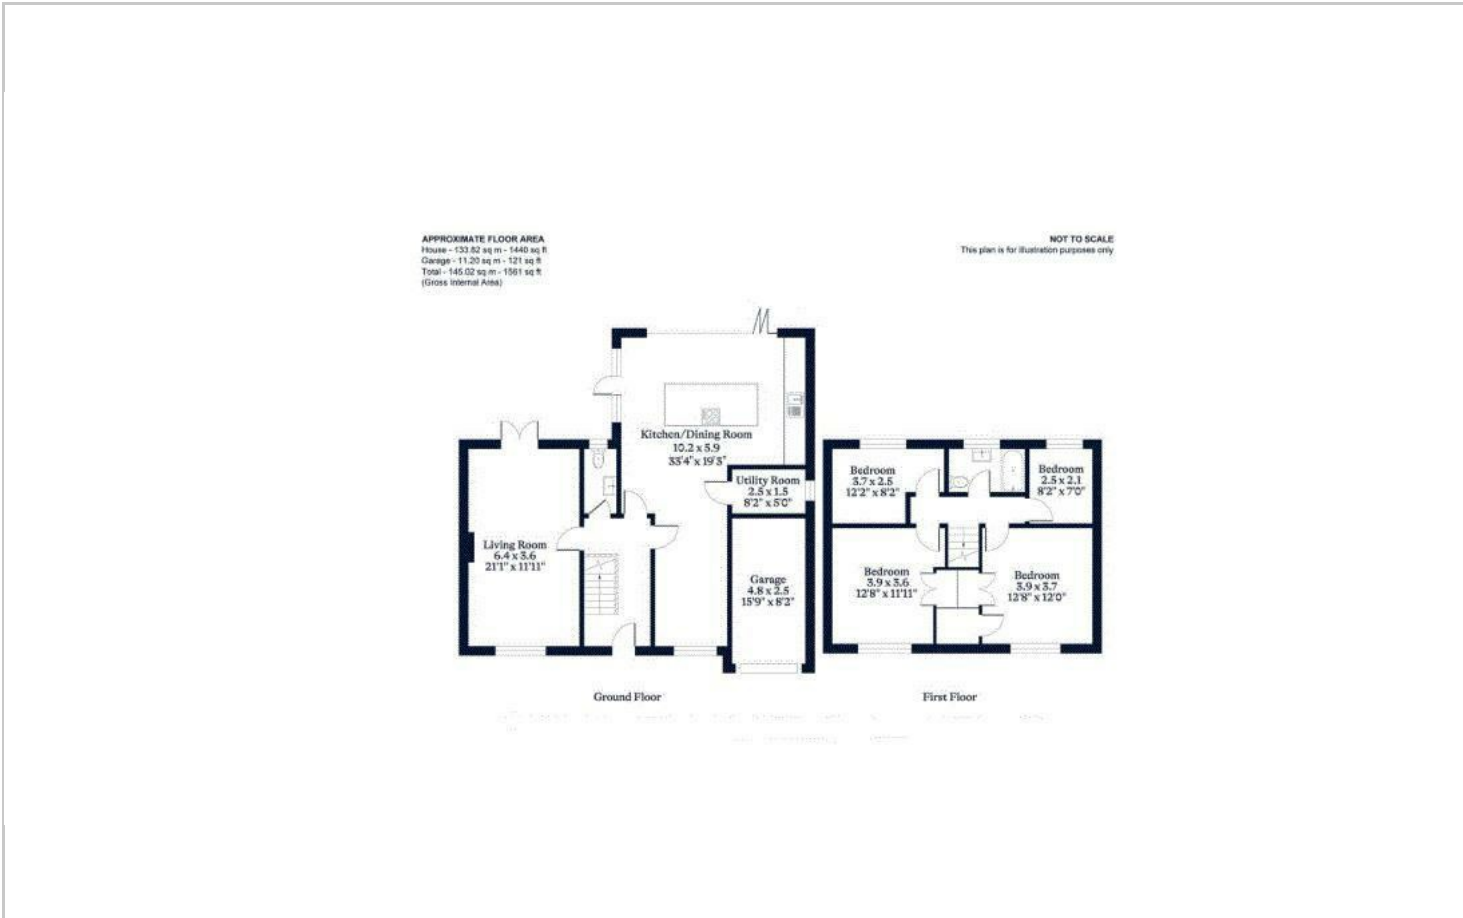 APPROXIMATE FLOOR AREA
House - 133.82 sq m - 1440 sq ft
Garage - 11.20 sq m - 121 sq ft
Total - 145.02 sq m - 1561 sq ft
(Gross Internal Area)
NOT TO SCALE
This plan is for illustration purposes only
Kitchen/Dining Room
10.2 x 5.9
33'4" x 19'3"
Utility Room
2.5 x 1.5
8'2" x 5'0"
Living Room
6.4 x 3.6
21'1" x 11'11"
Garage
4.8 x 2.5
15'9" x 8'2"
Ground Floor
Bedroom
3.7 x 2.5
12'2" x 8'2"
Bedroom
2.5 x 2.1
8'2" x 7'0"
Bedroom
3.9 x 3.6
12'8" x 11'11"
Bedroom
3.9 x 3.7
12'8" x 12'0"
First Floor